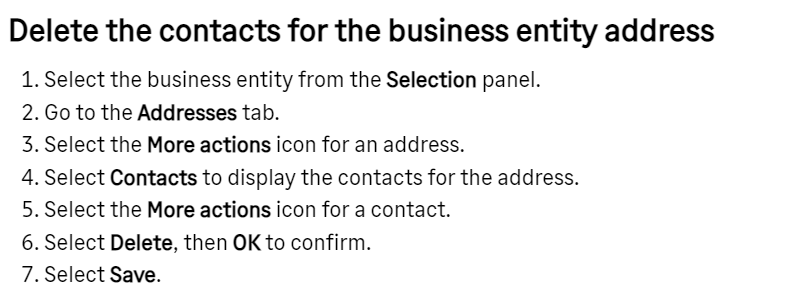 Delete the contacts for the business entity address
1. Select the business entity from the Selection panel.
2. Go to the Addresses tab.
3. Select the More actions icon for an address.
4. Select Contacts to display the contacts for the address.
5. Select the More actions icon for a contact.
6. Select Delete, then OK to confirm.
7. Select Save.